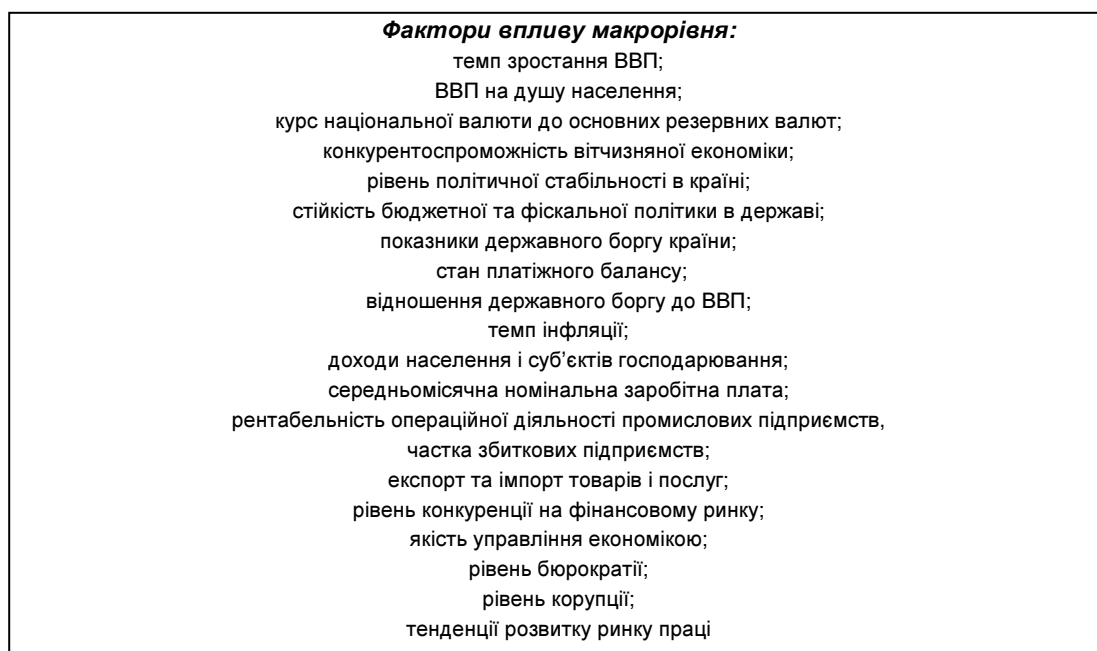 Фактори впливу макрорівня:
темп зростання ВВП;
ВВП на душу населення;
курс національної валюти до основних резервних валют;
конкурентоспроможність вітчизняної економіки;
рівень політичної стабільності в країні;
стійкість бюджетної та фіскальної політики в державі;
показники державного боргу країни;
стан платіжного балансу;
відношення державного боргу до ВВП;
темп інфляції;
доходи населення і суб’єктів господарювання;
середньомісячна номінальна заробітна плата;
рентабельність операційної діяльності промислових підприємств,
частка збиткових підприємств;
експорт та імпорт товарів і послуг;
рівень конкуренції на фінансовому ринку;
якість управління економікою;
рівень бюрократії;
рівень корупції;
тенденції розвитку ринку праці